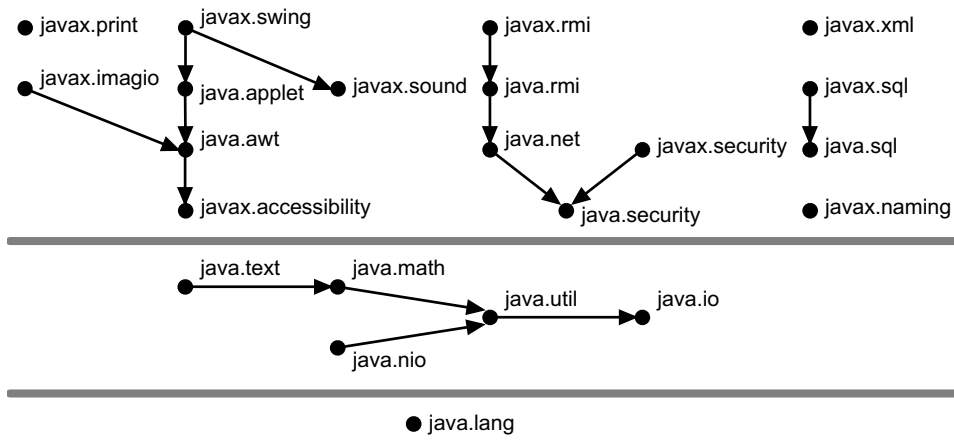 javax.print
javax.swing
javax.rmi
javax.xml
javax.imagio
java.applet
javax.sound
java.rmi
javax.sql
java.awt
java.net
javax.security
java.sql
javax.accessibility
java.security
javax.naming
java.text
java.math
java.util
java.io
java.nio
java.lang